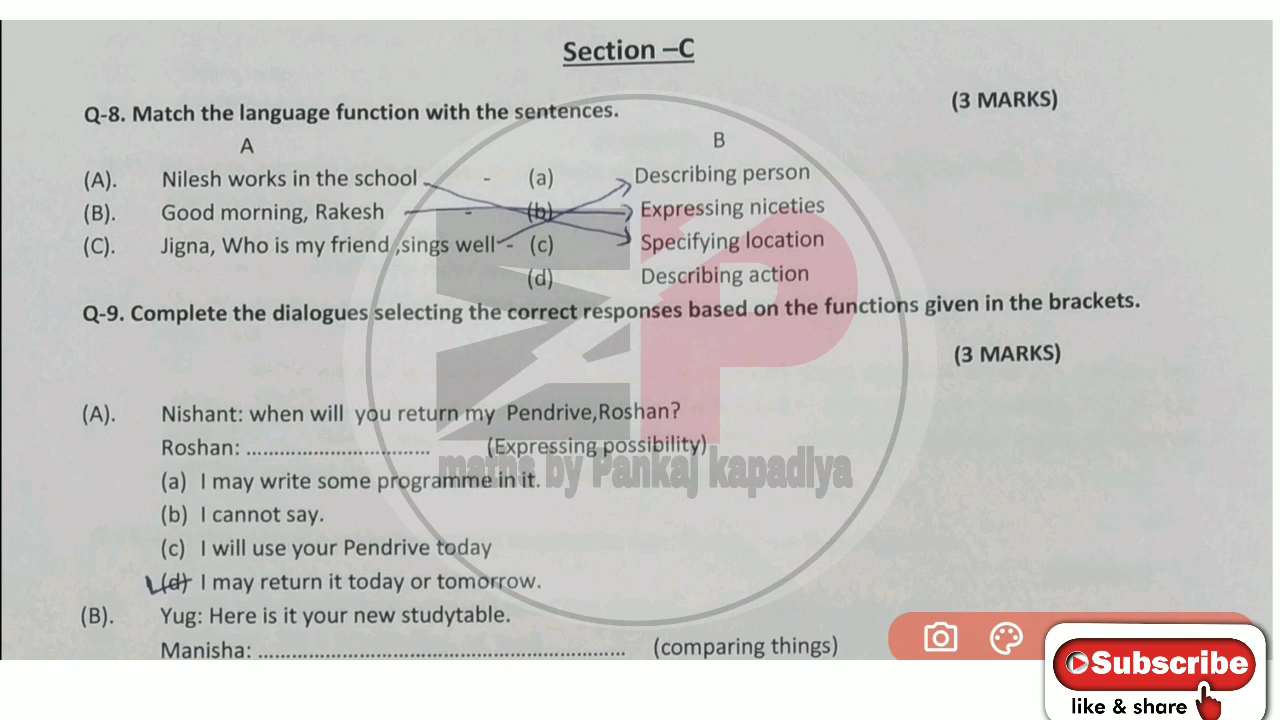 Section –C
Q-8. Match the language function with the sentences. (3 MARKS)
A B
(A). Nilesh works in the school - (a) Describing person
(B). Good morning, Rakesh - (b) Expressing niceties
(C). Jigna, Who is my friend ,sings well - (c) Specifying location
(d) Describing action
Q-9. Complete the dialogues selecting the correct responses based on the functions given in the brackets.
(3 MARKS)
(A). Nishant: when will you return my Pendrive,Roshan?
Roshan: ................................ (Expressing possibility)
maths by Pankaj kapadiya
(a) I may write some programme in it.
(b) I cannot say.
(c) I will use your Pendrive today
(d) I may return it today or tomorrow.
(B). Yug: Here is it your new studytable.
Manisha: ................................................................ (comparing things)
Subscribe
like & share